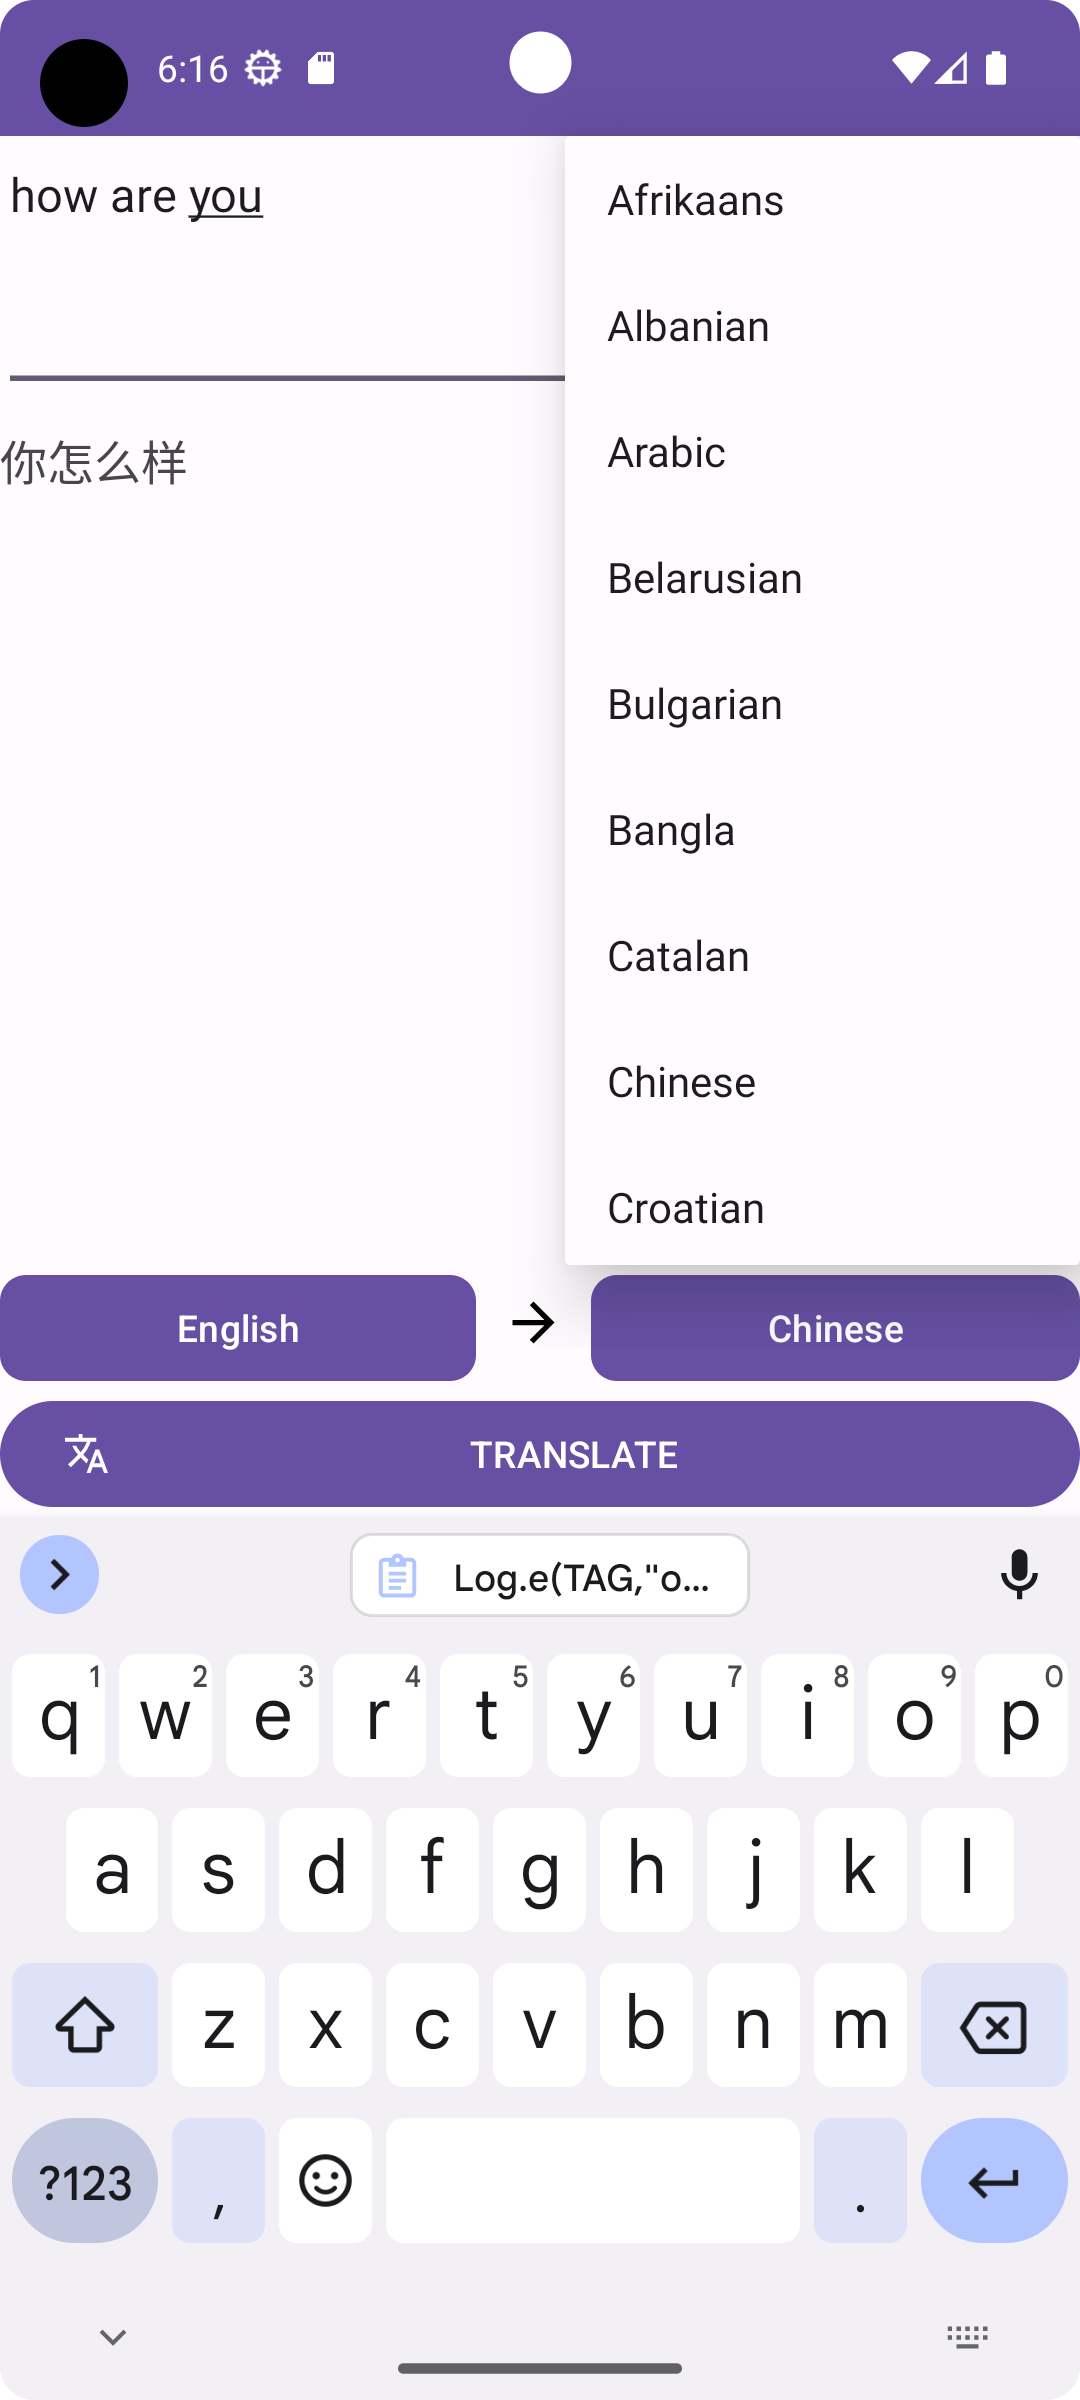 6:16
how are you
你怎么样
Afrikaans
Albanian
Arabic
Belarusian
Bulgarian
Bangla
Catalan
Chinese
Croatian
English
Chinese
TRANSLATE
Log.e(TAG,"o...
q 1 w 2 e 3 r 4 t 5 y 6 u 7 i 8 o 9 p 0
a s d f g h j k l
z x c v b n m
?123 , .